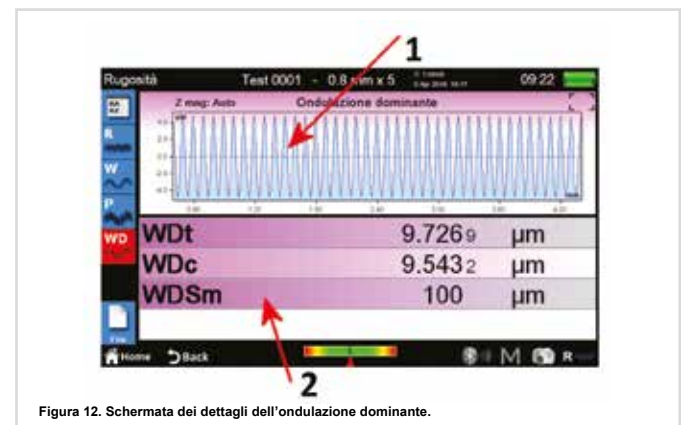 1
Rugosità Test 0001 - 0.8 mm x 5 09:22
Z mag: Auto Ondulazione dominante
R
W
P
WD
WDt 9.7269 µm
WDc 9.5432 µm
WDSm 100 µm
Home Back M R
2
Figura 12. Schermata dei dettagli dell'ondulazione dominante.